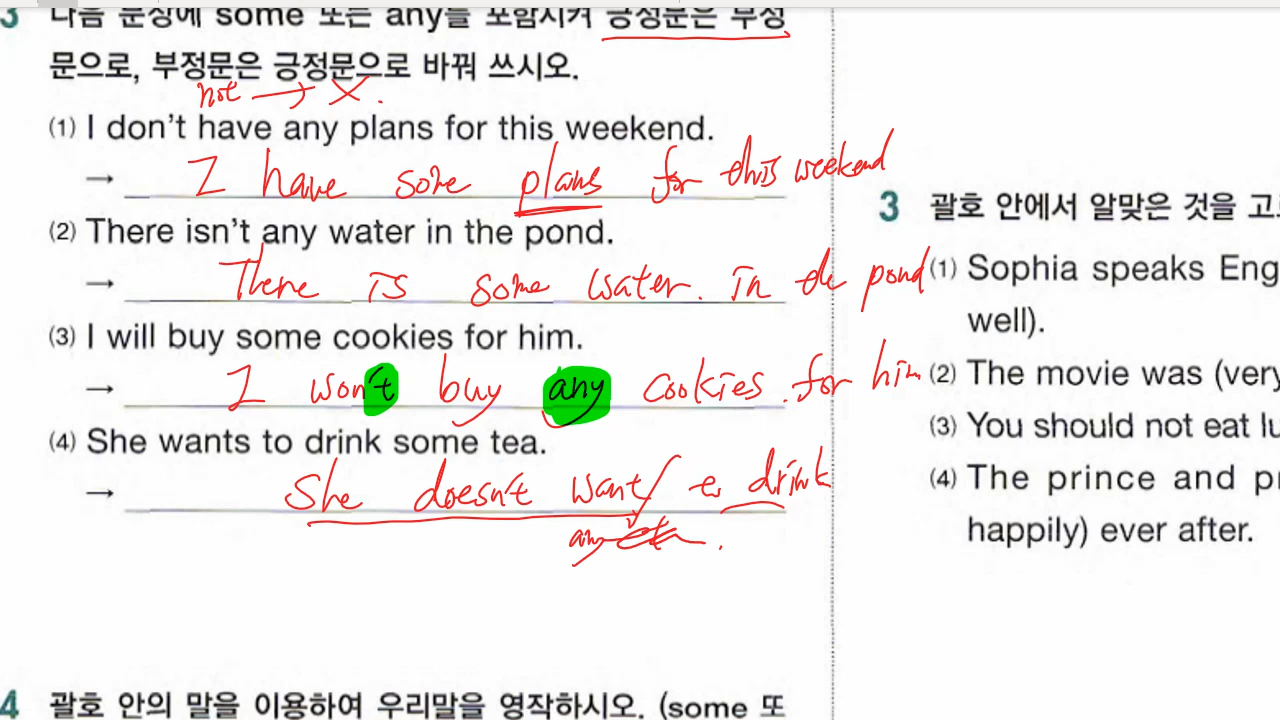 3 다음 문장에 some 또는 any를 포함시켜 긍정문은 부정
문으로, 부정문은 긍정문으로 바꿔 쓰시오.
not → X.
(1) I don't have any plans for this weekend.
→ I have some plans for this weekend
(2) There isn't any water in the pond.
→ There is some water. in the pond
(3) I will buy some cookies for him.
→ I won't buy any cookies. for him
(4) She wants to drink some tea.
→ She doesn't want to drink
any
4 괄호 안의 말을 이용하여 우리말을 영작하시오. (some 또
3 괄호 안에서 알맞은 것을 고
(1) Sophia speaks Eng
well).
(2) The movie was (very
(3) You should not eat lu
(4) The prince and pr
happily) ever after.